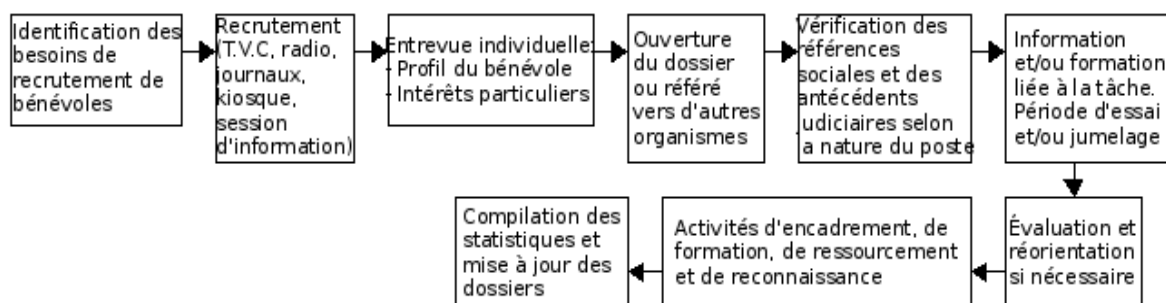 Identification des
besoins de
recrutement de
bénévoles
Recrutement
(T.V.C, radio,
journaux,
kiosque,
session
d'information)
Entrevue individuelle:
- Profil du bénévole
- Intérêts particuliers
Ouverture
du dossier
ou référé
vers d'autres
organismes
Vérification des
références
sociales et des
antécédents
judiciaires selon
la nature du poste
Information
et/ou formation
liée à la tâche.
Période d'essai
et/ou jumelage
Évaluation et
réorientation
si nécessaire
Activités d'encadrement, de
formation, de ressourcement
et de reconnaissance
Compilation des
statistiques et
mise à jour des
dossiers